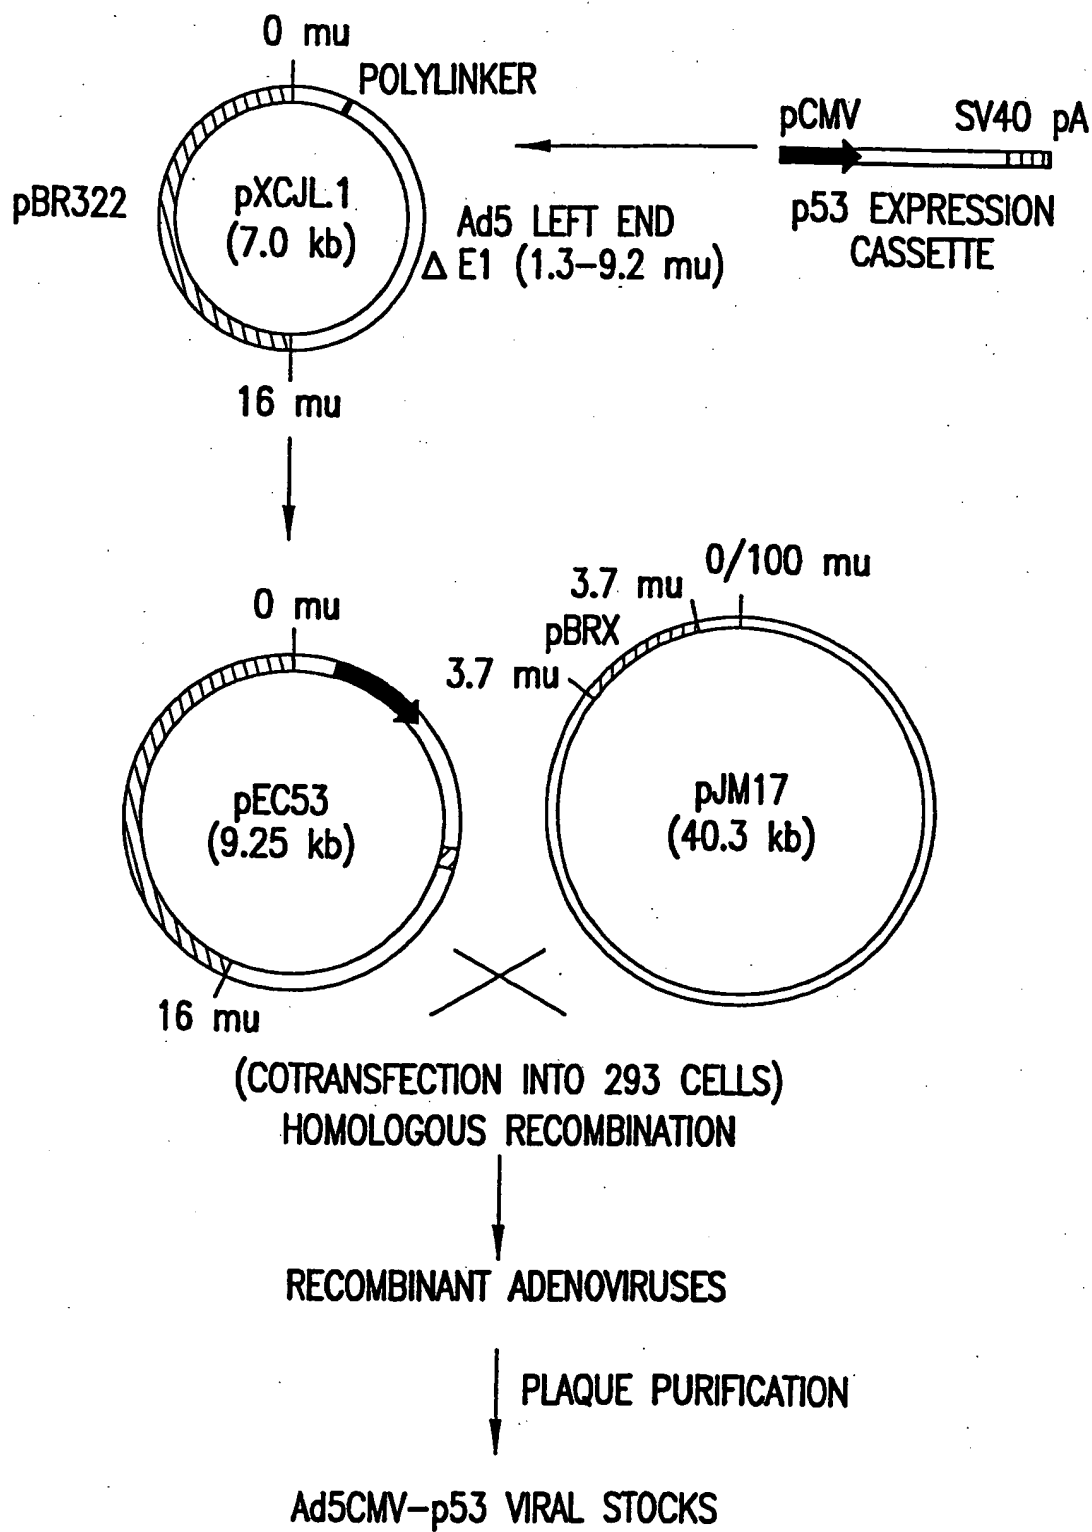 0 mu
POLYLINKER
pCMV
SV40 pA
pBR322
pXCJL.1
(7.0 kb)
Ad5 LEFT END
Δ E1 (1.3–9.2 mu)
p53 EXPRESSION
CASSETTE
16 mu
0 mu
3.7 mu
0/100 mu
pBRX
3.7 mu
pEC53
(9.25 kb)
pJM17
(40.3 kb)
16 mu
(COTRANSFECTION INTO 293 CELLS)
HOMOLOGOUS RECOMBINATION
RECOMBINANT ADENOVIRUSES
PLAQUE PURIFICATION
Ad5CMV–p53 VIRAL STOCKS